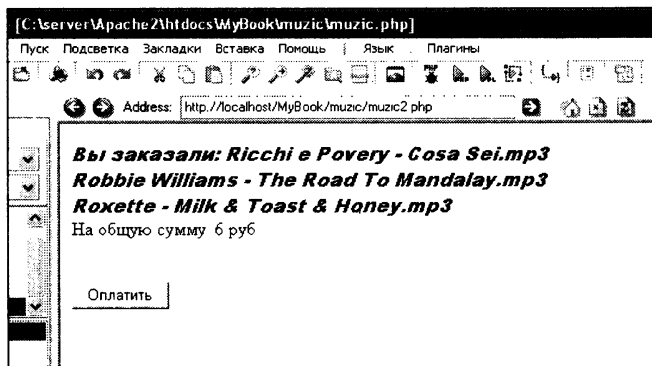 [C:\server\Apache2\htdocs\MyBook\muzic\muzic.php]
Пуск Подсветка Закладки Вставка Помощь | Язык . Плагины
Address: http://localhost/MyBook/muzic/muzic2 php
Вы заказали: Ricchi e Povery - Cosa Sei.mp3
Robbie Williams - The Road To Mandalay.mp3
Roxette - Milk & Toast & Honey.mp3
На общую сумму 6 руб
Оплатить